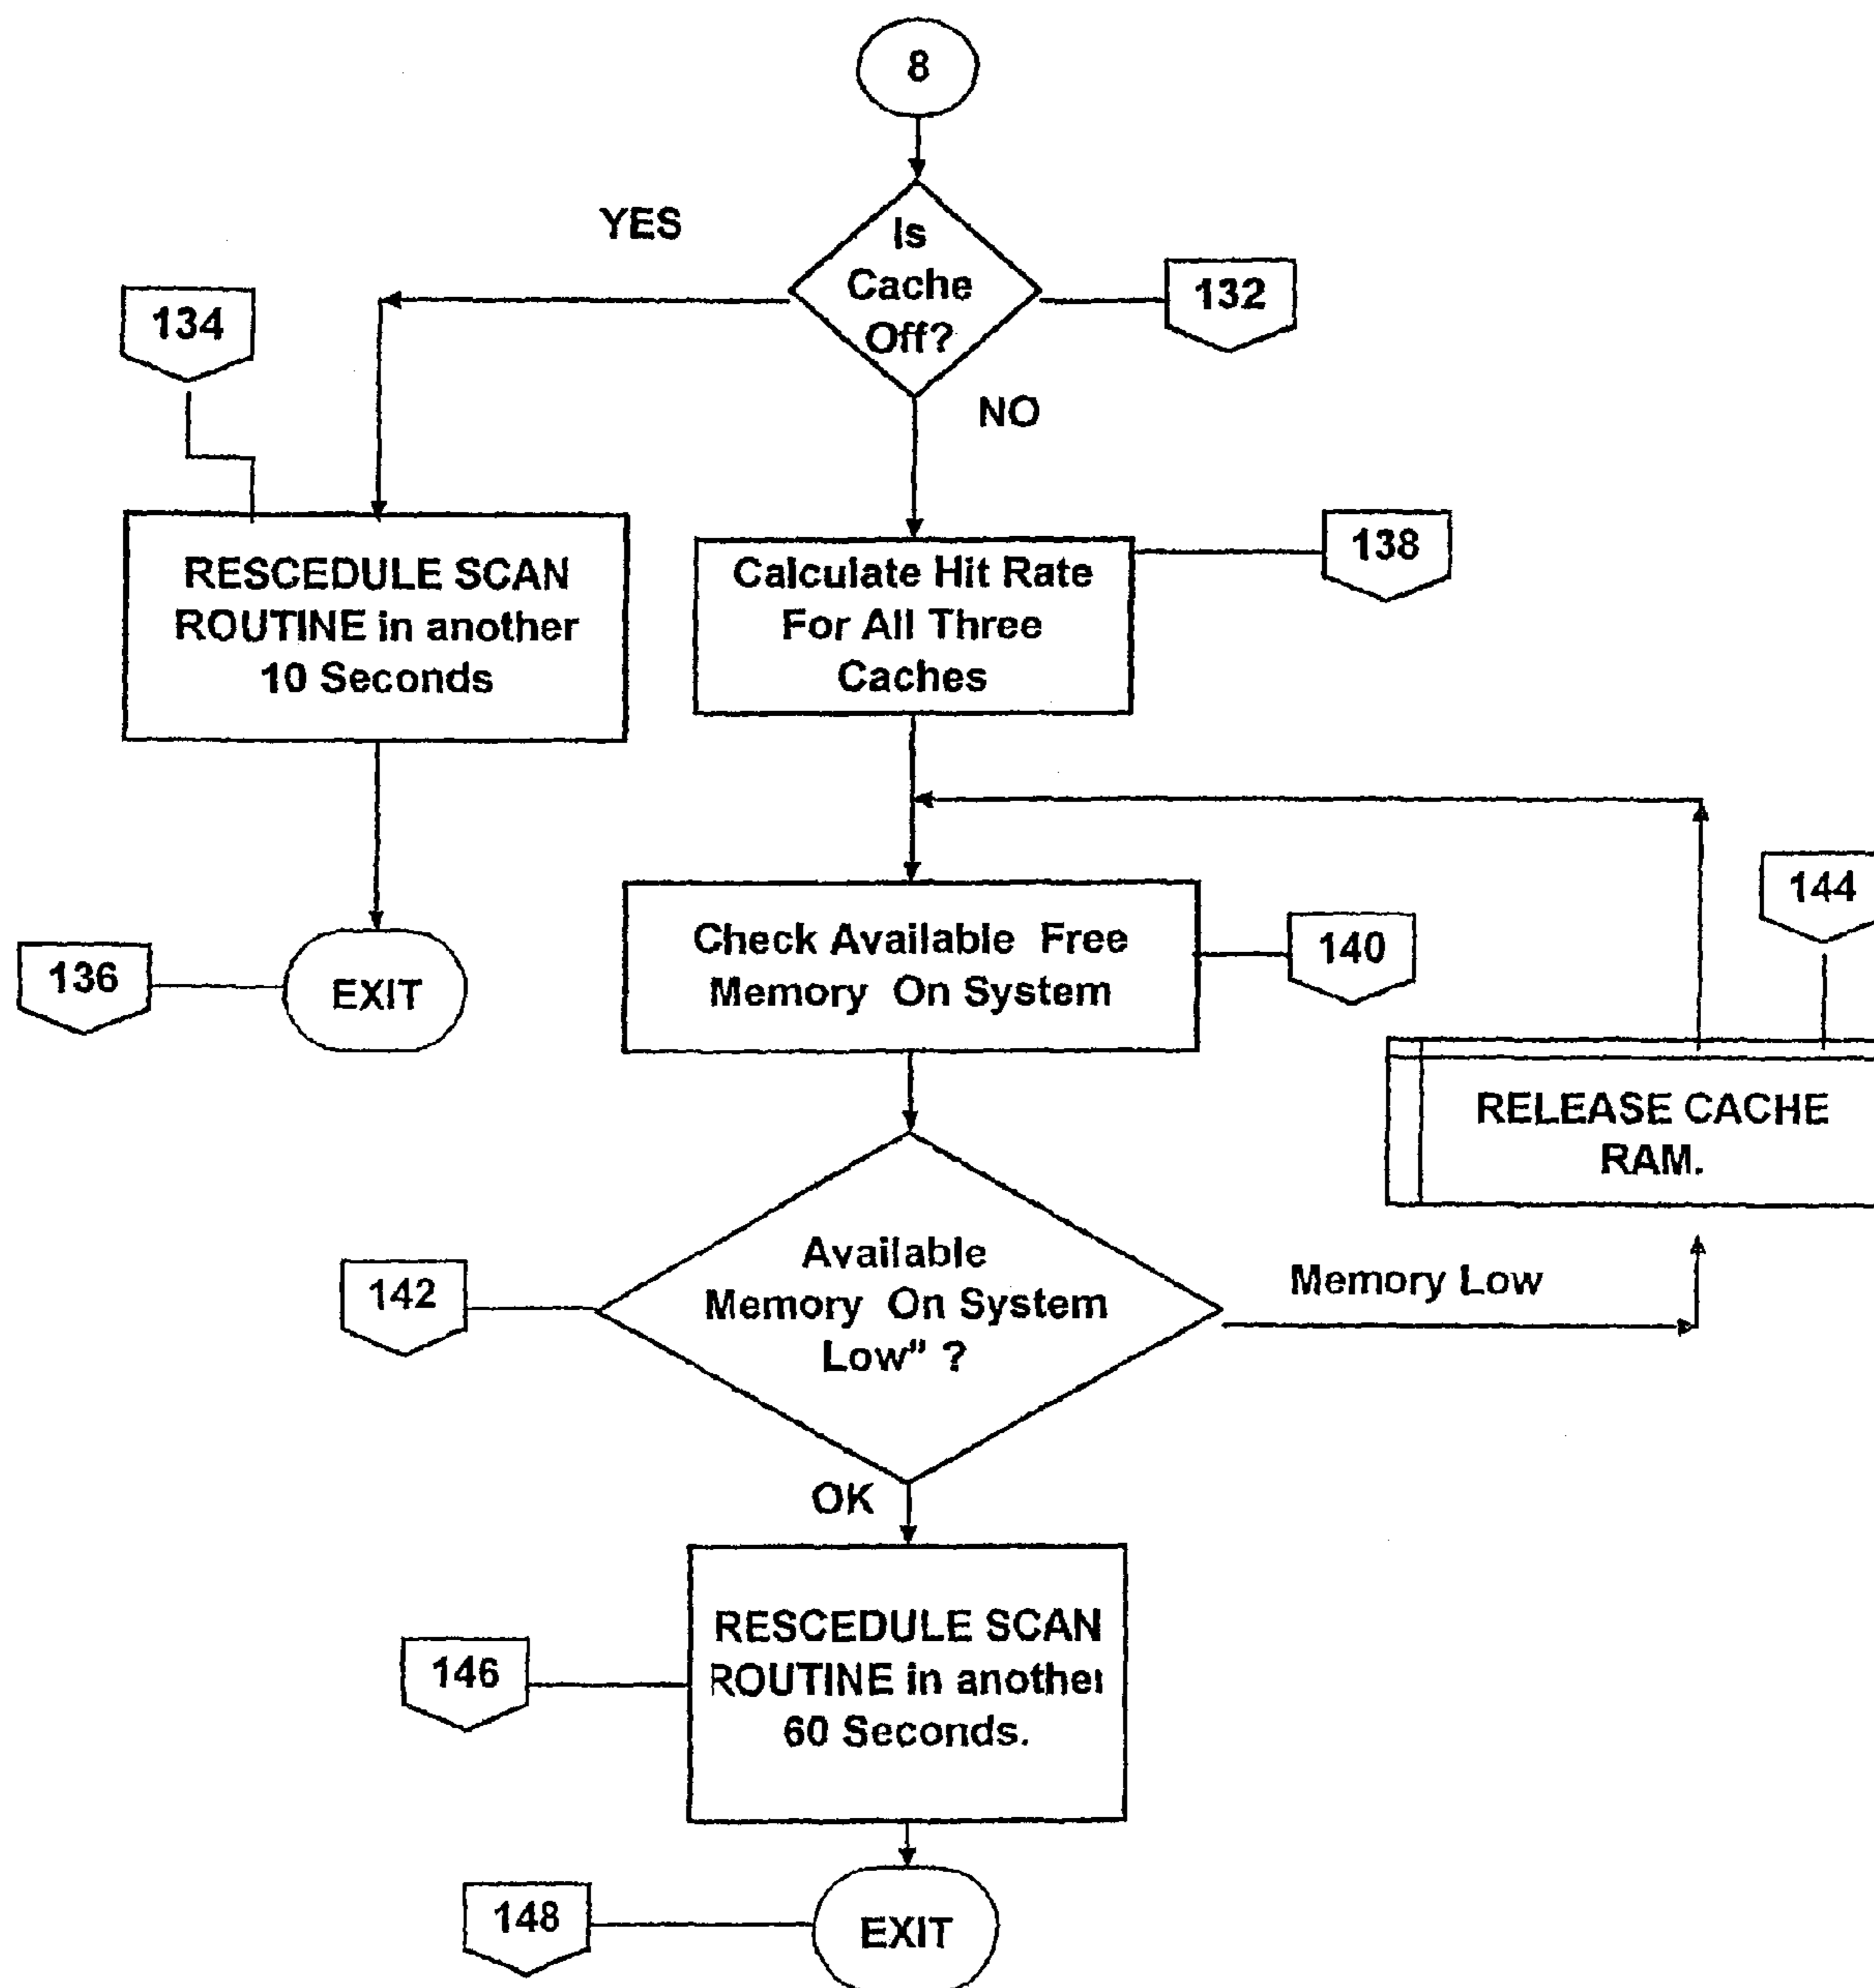 8
YES
Is
Cache
Off?
132
134
NO
RESCEDULE SCAN
ROUTINE in another
10 Seconds
Calculate Hit Rate
For All Three
Caches
138
144
136
EXIT
Check Available Free
Memory On System
140
RELEASE CACHE
RAM.
142
Available
Memory On System
Low" ?
Memory Low
OK
146
RESCEDULE SCAN
ROUTINE in another
60 Seconds.
148
EXIT